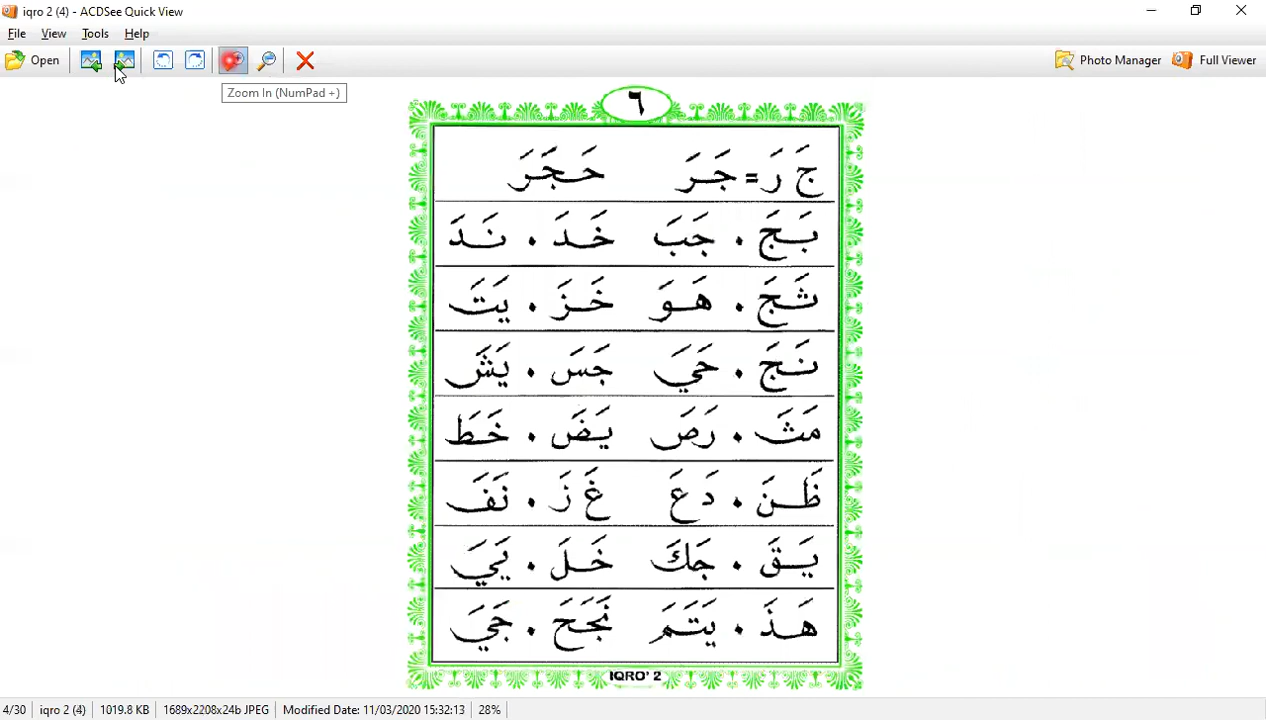 iqro 2 (4) - ACDSee Quick View
File View Tools Help
Open Photo Manager Full Viewer
Zoom In (NumPad +)
٦
جَ رَ = جَرَ حَجَرَ
بَجَ . جَبَ خَدَ . نَدَ
ثَجَ . هَوَ خَزَ . يَتَ
نَجَ . حَيَ جَسَ . يَشَ
مَثَ . رَصَ يَضَ . خَطَ
ظَنَ . دَعَ غَزَ . نَفَ
يَقَ . جَكَ خَلَ . يَيَ
هَذَ . يَتَمَ نَجَحَ . جَيَ
IQRO' 2
4/30 iqro 2 (4) 1019.8 KB 1689x2208x24b JPEG Modified Date: 11/03/2020 15:32:13 28%